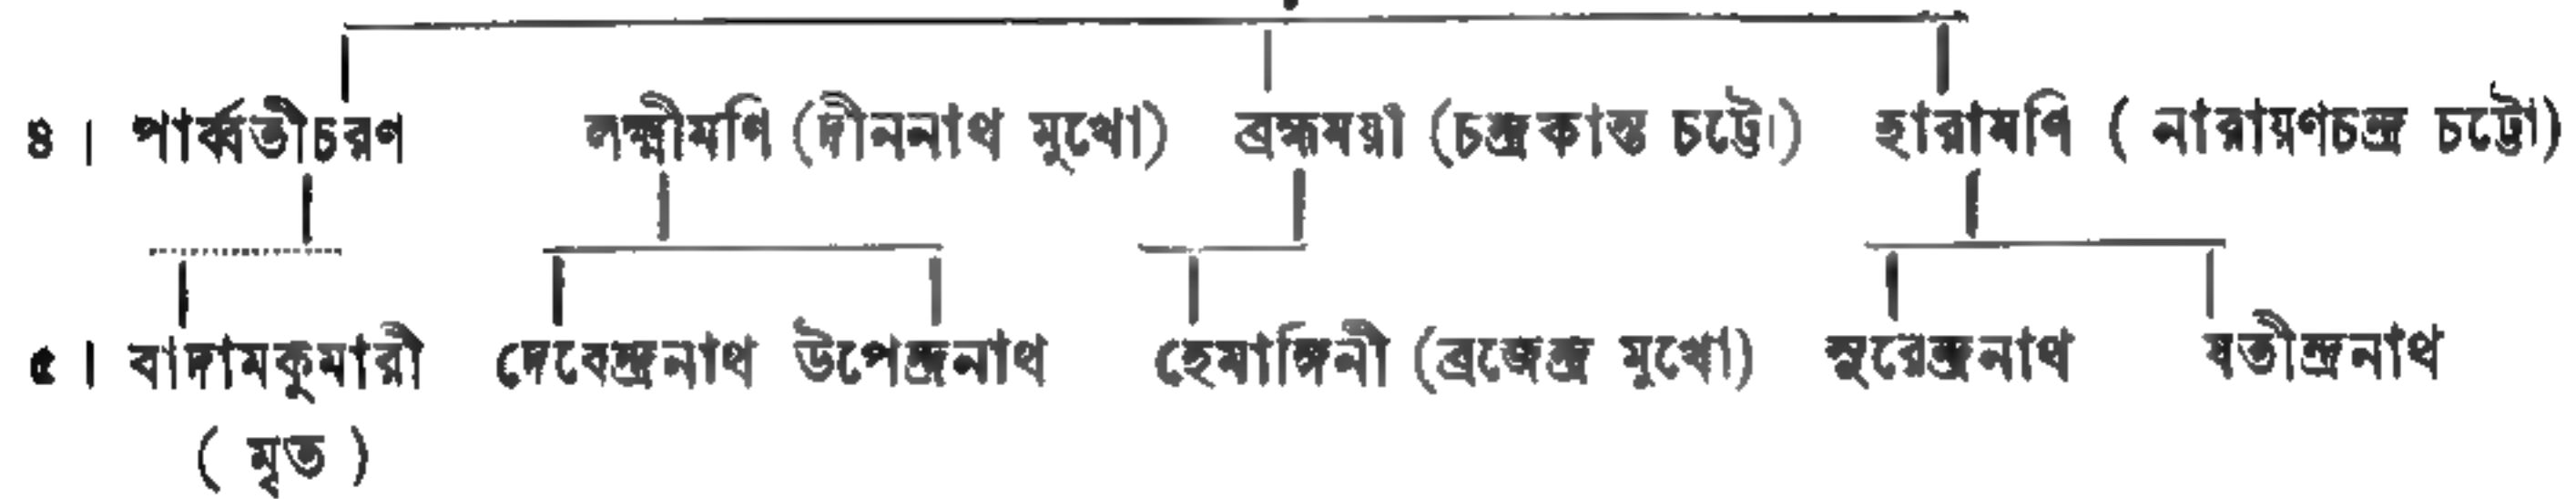 ৪। পার্ব্বতীচরণ লক্ষ্মীমণি (দীননাথ মুখো) ব্রহ্মময়ী (চন্দ্রকান্ত চট্টো) হারামণি ( নারায়ণচন্দ্র চট্টো)
৫। বাদামকুমারী দেবেন্দ্রনাথ উপেন্দ্রনাথ হেমাঙ্গিনী (ব্রজেন্দ্র মুখো) সুরেন্দ্রনাথ যতীন্দ্রনাথ
( মৃত )